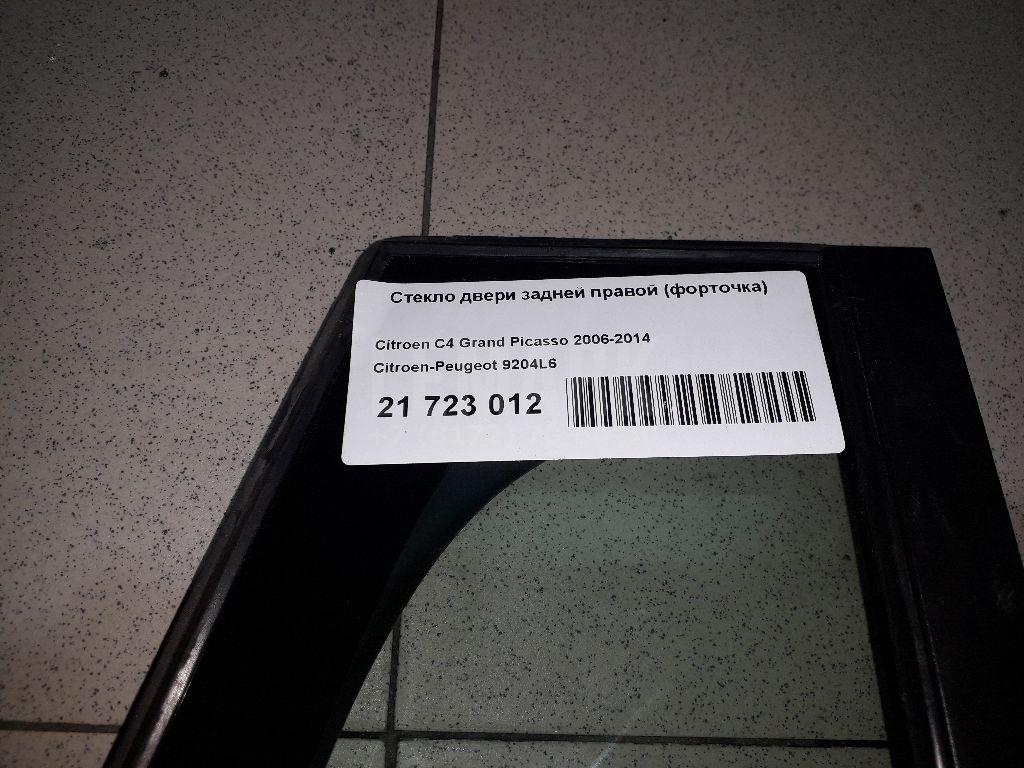 Стекло двери задней правой (форточка)
Citroen C4 Grand Picasso 2006-2014
Citroen-Peugeot 9204L6
21 723 012